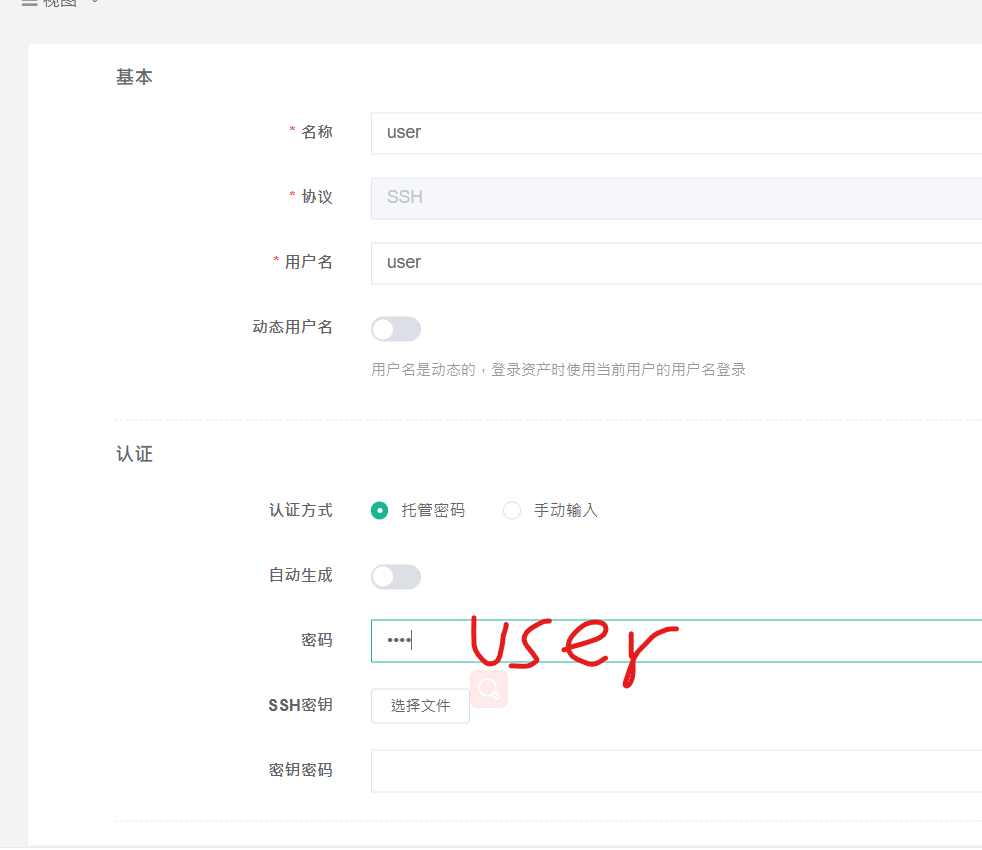 视图
基本
* 名称 user
* 协议 SSH
* 用户名 user
动态用户名
用户名是动态的，登录资产时使用当前用户的用户名登录
认证
认证方式 托管密码 手动输入
自动生成
密码 •••• user
SSH密钥 选择文件
密钥密码